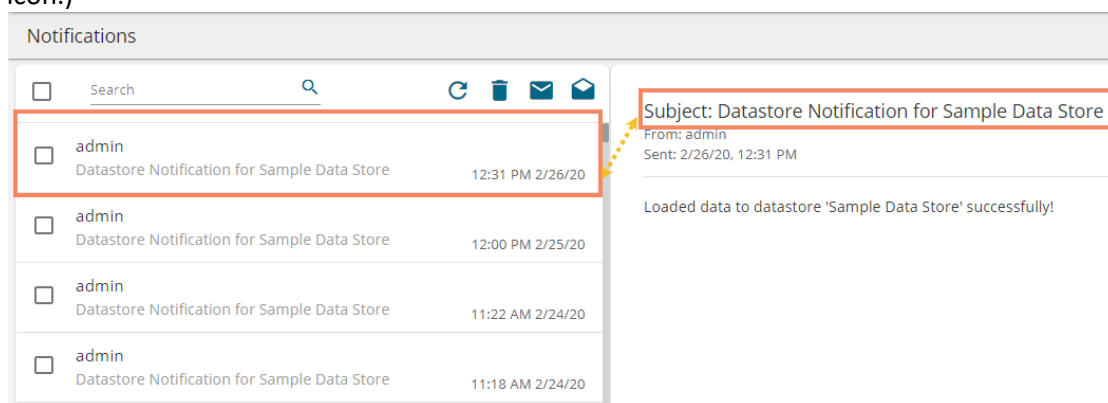 icon.)
Notifications
Search
admin
Datastore Notification for Sample Data Store
12:31 PM 2/26/20
admin
Datastore Notification for Sample Data Store
12:00 PM 2/25/20
admin
Datastore Notification for Sample Data Store
11:22 AM 2/24/20
admin
Datastore Notification for Sample Data Store
11:18 AM 2/24/20
Subject: Datastore Notification for Sample Data Store
From: admin
Sent: 2/26/20, 12:31 PM
Loaded data to datastore 'Sample Data Store' successfully!